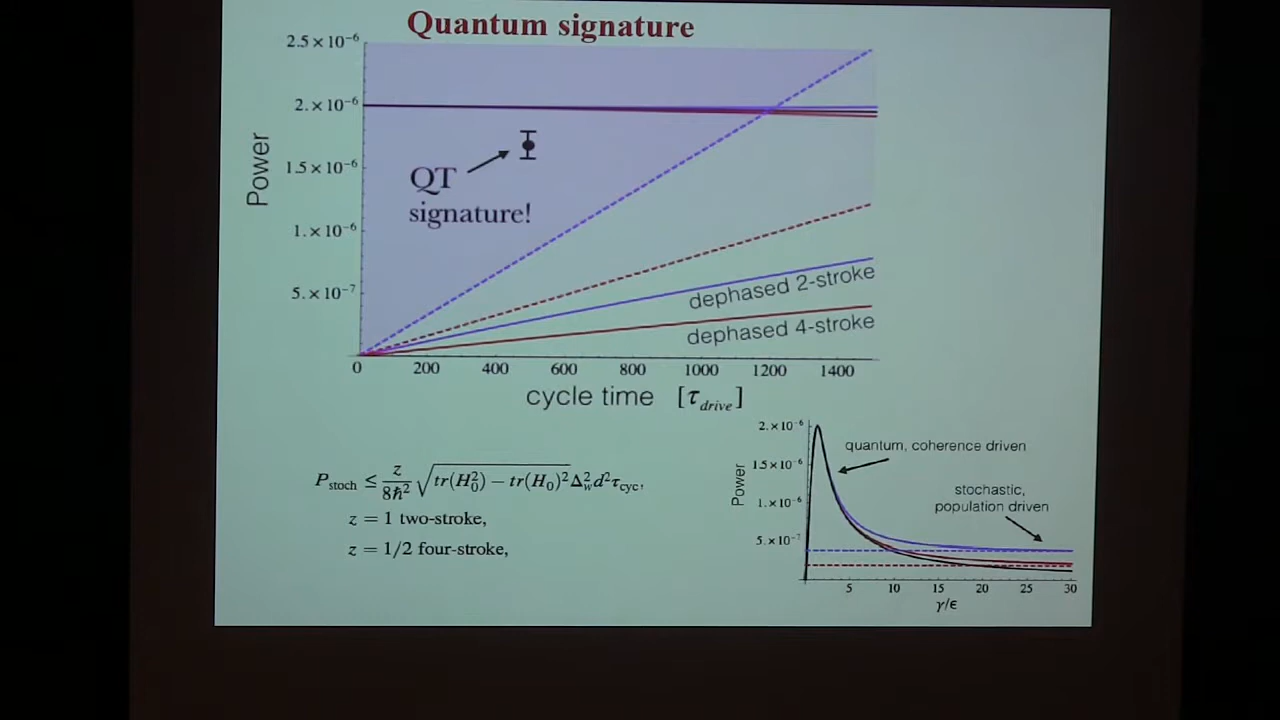 Quantum signature
2.5×10⁻⁶
2.×10⁻⁶
1.5×10⁻⁶
1.×10⁻⁶
5.×10⁻⁷
Power
QT
signature!
dephased 2-stroke
dephased 4-stroke
0 200 400 600 800 1000 1200 1400
cycle time [τ_drive]
P_stoch ≤ z/8ħ² √(tr(H₀²) − tr(H₀)²) Δ_w² d² τ_cyc,
z = 1 two-stroke,
z = 1/2 four-stroke,
2.×10⁻⁶
1.5×10⁻⁶
1.×10⁻⁶
5.×10⁻⁷
Power
quantum, coherence driven
stochastic,
population driven
5 10 15 20 25 30
γ/ϵ